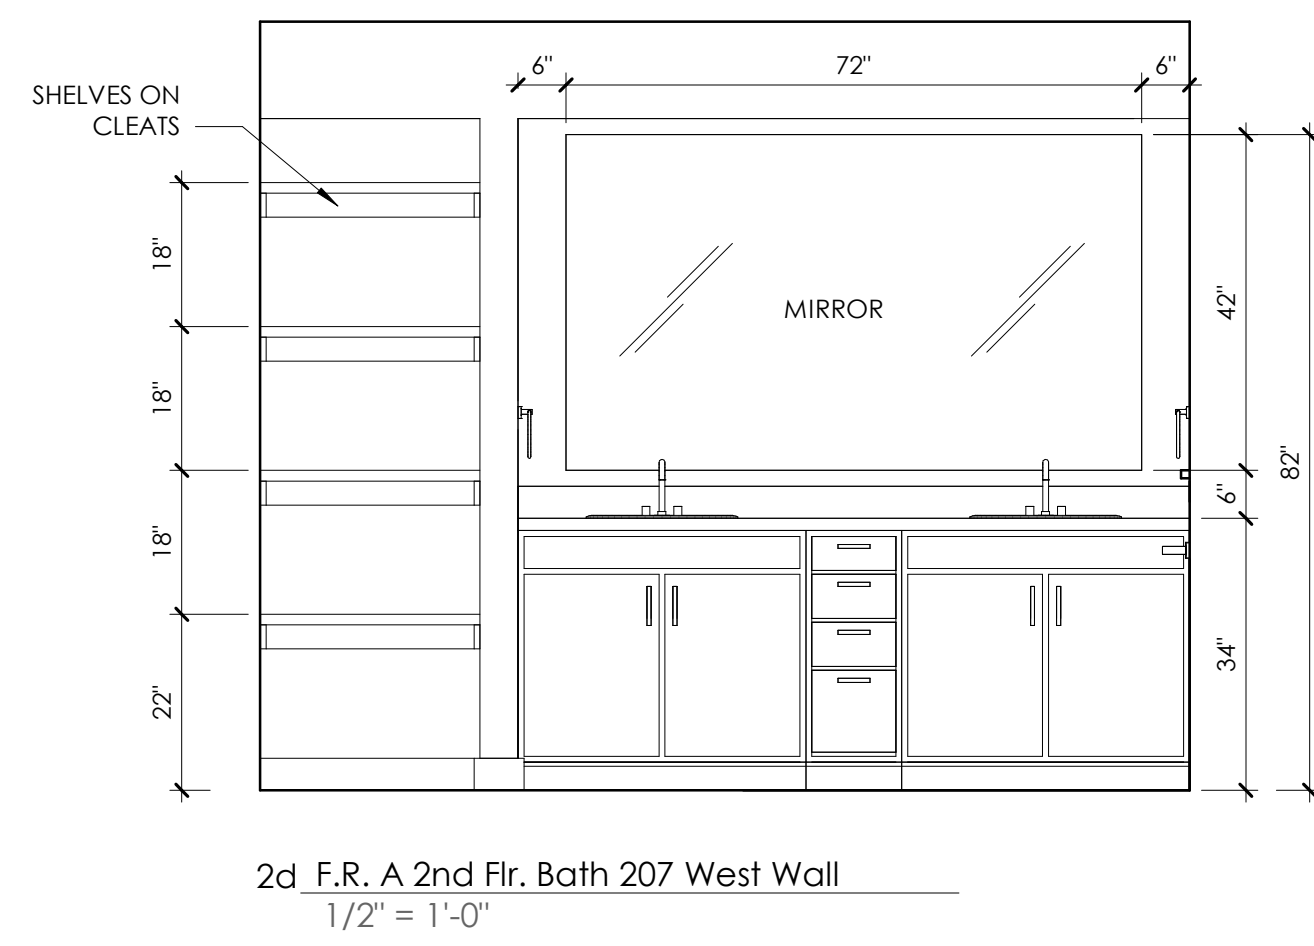 6"
72"
6"
SHELVES ON
CLEATS
18"
18"
18"
22"
MIRROR
42"
6"
34"
82"
2d F.R. A 2nd Flr. Bath 207 West Wall
1/2" = 1'-0"